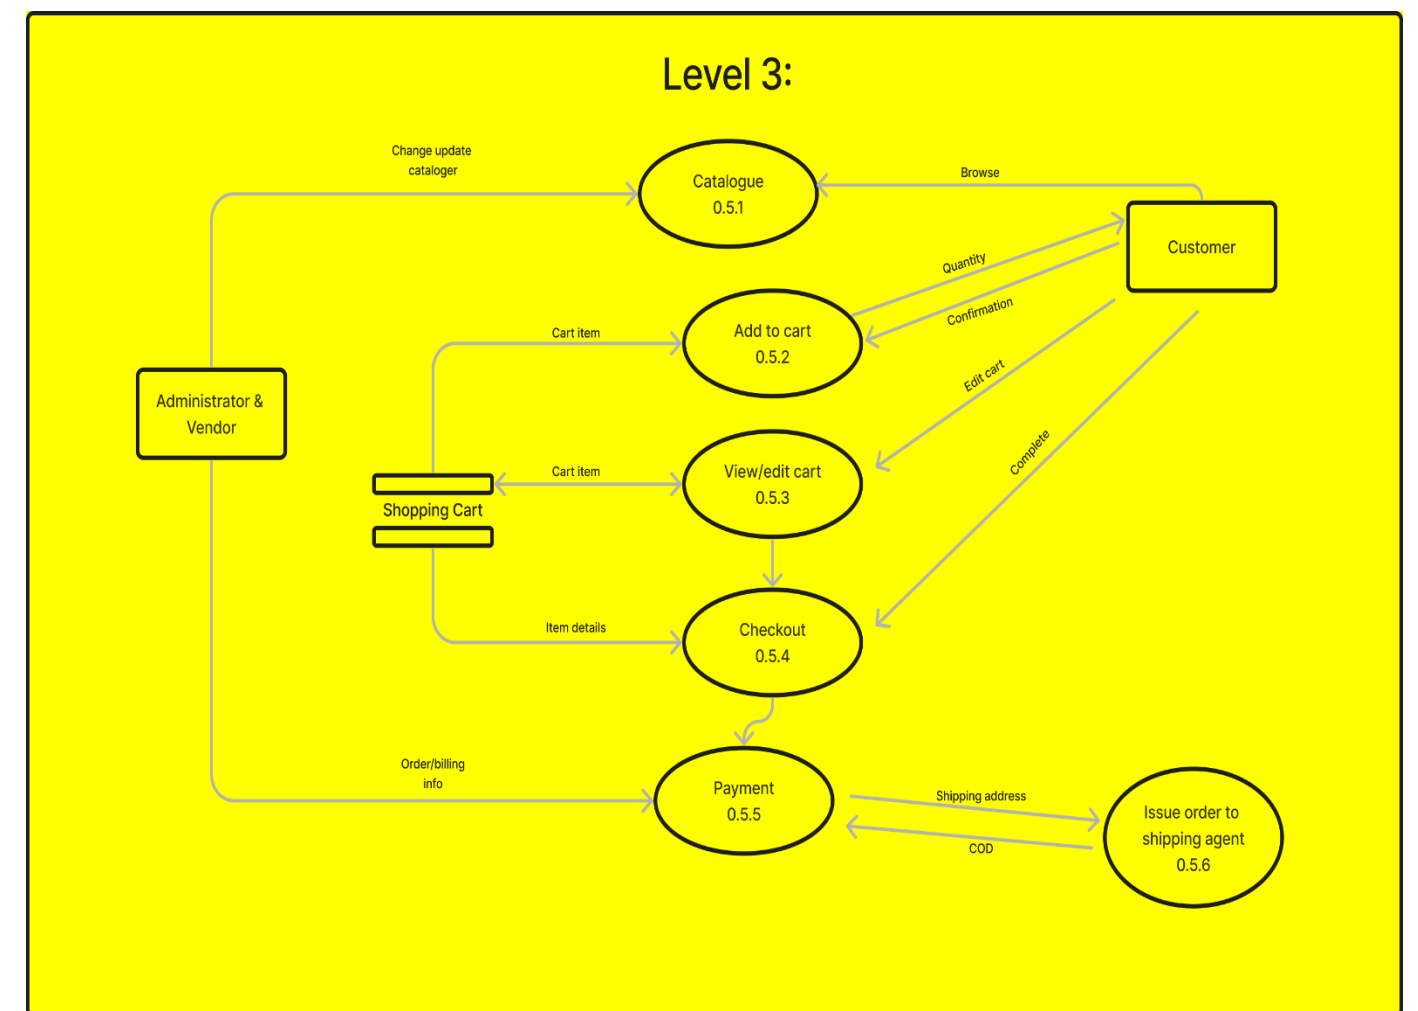 Level 3:
Change update
cataloger
Catalogue
0.5.1
Browse
Customer
Quantity
Confirmation
Cart item
Add to cart
0.5.2
Edit cart
Administrator &
Vendor
Cart item
View/edit cart
0.5.3
Complete
Shopping Cart
Item details
Checkout
0.5.4
Order/billing
info
Payment
0.5.5
Shipping address
COD
Issue order to
shipping agent
0.5.6